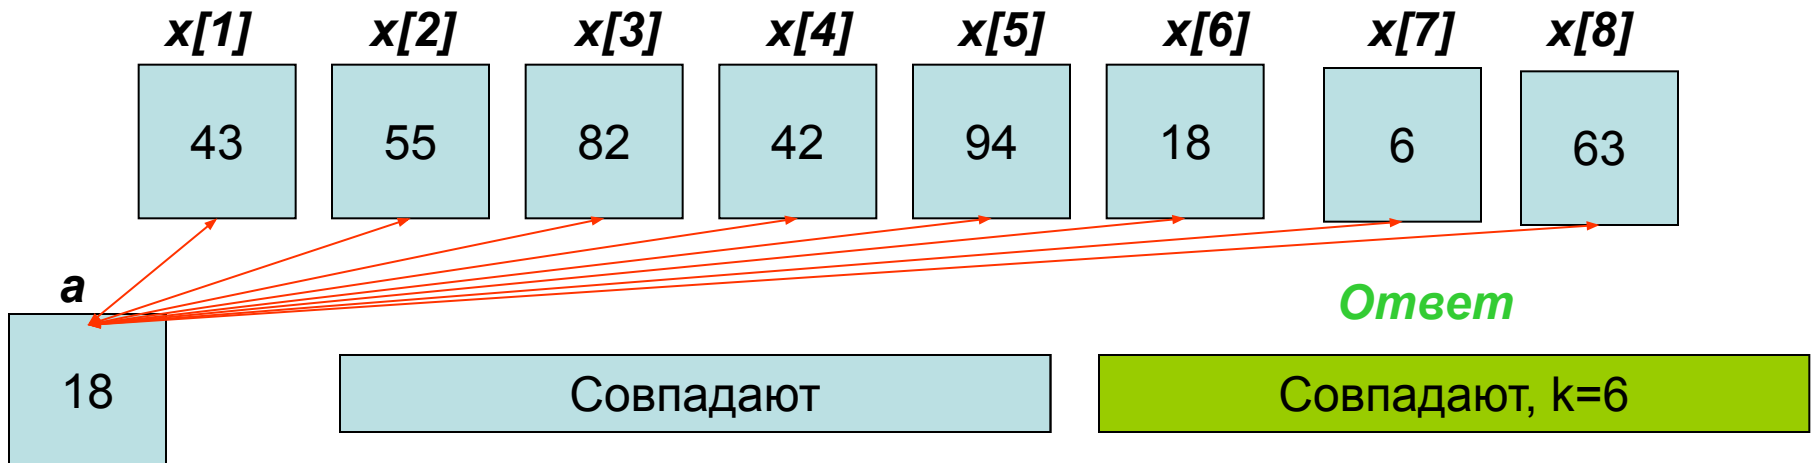 x[1] x[2] x[3] x[4] x[5] x[6] x[7] x[8]
43 55 82 42 94 18 6 63
a
Ответ
18
Совпадают
Совпадают, k=6